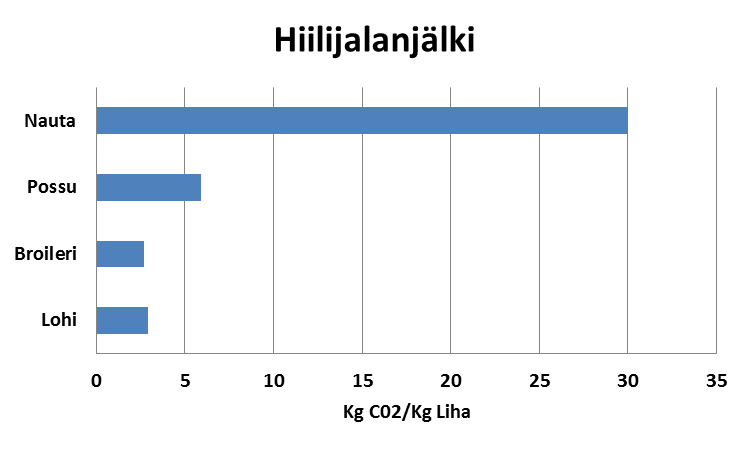 Hiilijalanjälki
Nauta
Possu
Broileri
Lohi
0 5 10 15 20 25 30 35
Kg C02/Kg Liha